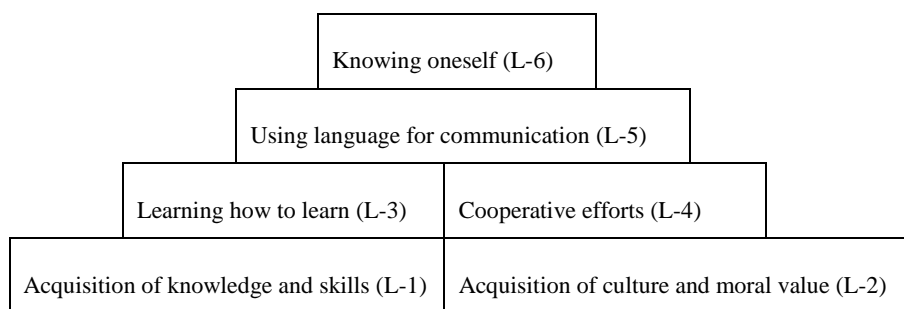 Knowing oneself (L-6)
Using language for communication (L-5)
Learning how to learn (L-3)
Cooperative efforts (L-4)
Acquisition of knowledge and skills (L-1)
Acquisition of culture and moral value (L-2)